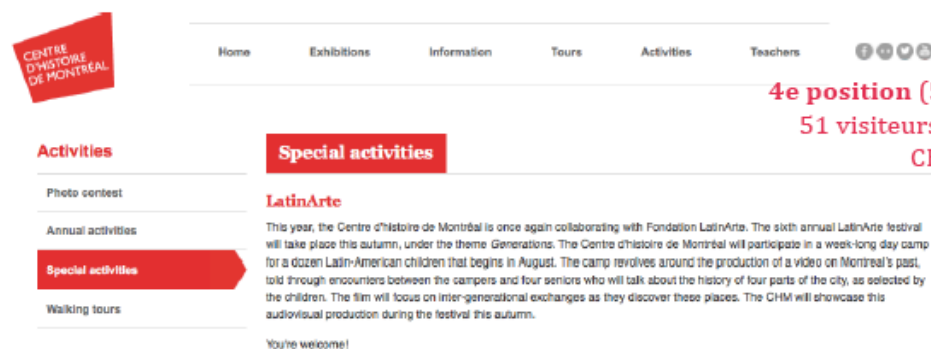 CENTRE
D'HISTOIRE
DE MONTRÉAL
Home Exhibitions Information Tours Activities Teachers
4e position (
51 visiteurs
Activities
Special activities
Photo contest
Annual activities
Special activities
Walking tours
LatinArte
This year, the Centre d'histoire de Montréal is once again collaborating with Fondation LatinArte. The sixth annual LatinArte festival
will take place this autumn, under the theme Generations. The Centre d'histoire de Montréal will participate in a week-long day camp
for a dozen Latin-American children that begins in August. The camp revolves around the production of a video on Montreal's past,
told through encounters between the campers and four seniors who will talk about the history of four parts of the city, as selected by
the children. The film will focus on inter-generational exchanges as they discover these places. The CHM will showcase this
audiovisual production during the festival this autumn.
You're welcome!